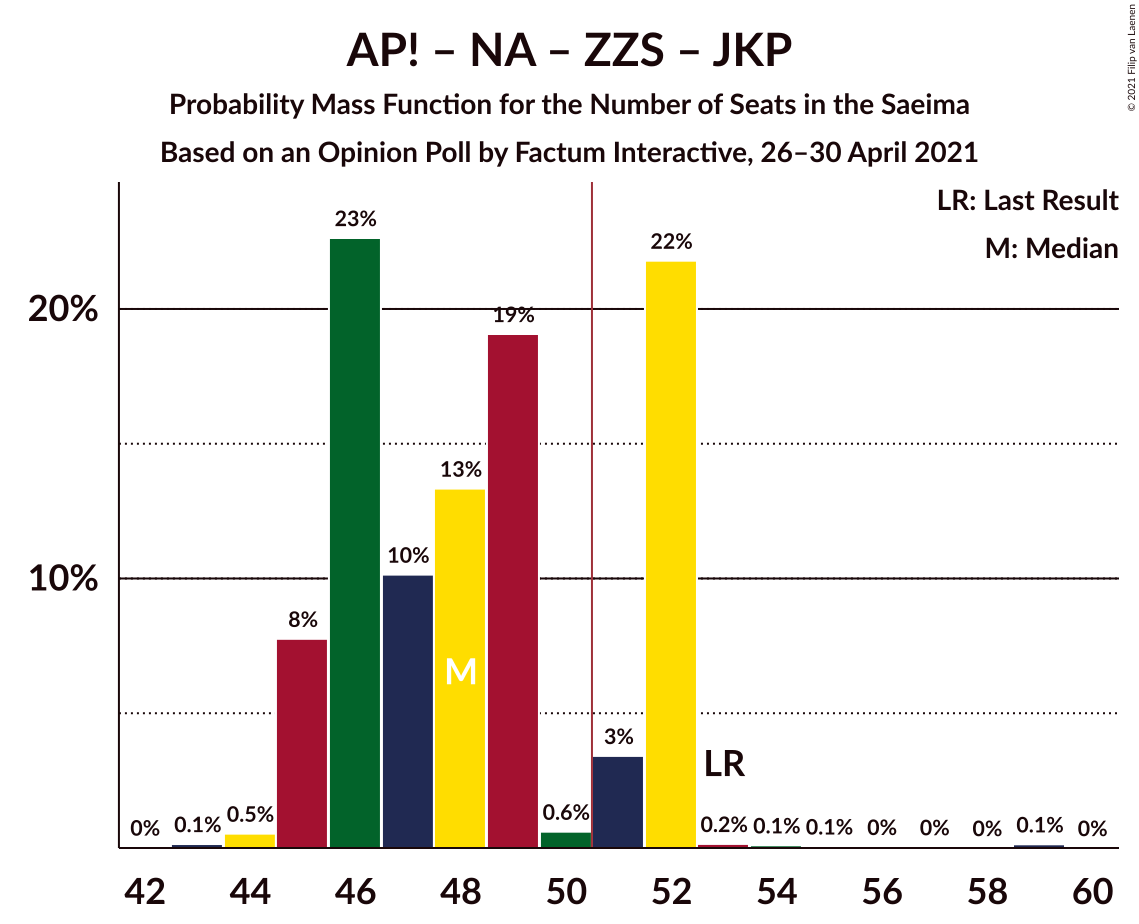 © 2021 Filip van Laenen
AP! – NA – ZZS – JKP
Probability Mass Function for the Number of Seats in the Saeima
Based on an Opinion Poll by Factum Interactive, 26–30 April 2021
LR: Last Result
M: Median
20%
10%
0%
0.1%
0.5%
8%
23%
10%
13%
19%
0.6%
3%
22%
0.2%
0.1%
0.1%
0%
0%
0%
0.1%
0%
M
LR
42 44 46 48 50 52 54 56 58 60